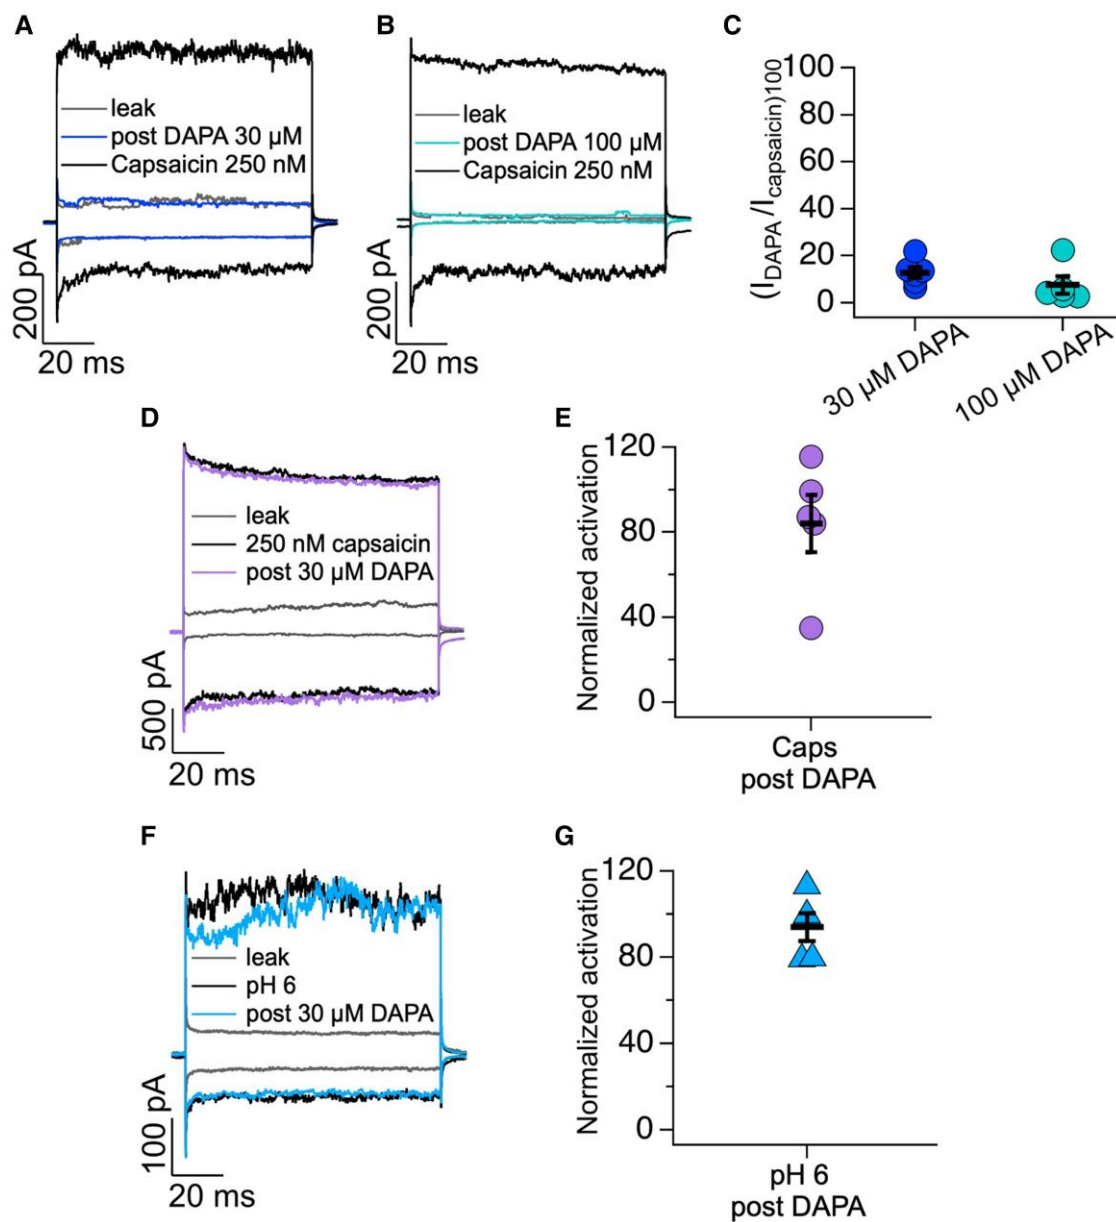 A
leak
post DAPA 30 µM
Capsaicin 250 nM
200 pA
20 ms
B
leak
post DAPA 100 µM
Capsaicin 250 nM
200 pA
20 ms
C
(I_DAPA /I_capsaicin)100
100
80
60
40
20
0
30 µM DAPA
100 µM DAPA
D
leak
250 nM capsaicin
post 30 µM DAPA
500 pA
20 ms
E
Normalized activation
120
80
40
0
Caps
post DAPA
F
leak
pH 6
post 30 µM DAPA
100 pA
20 ms
G
Normalized activation
120
80
40
0
pH 6
post DAPA